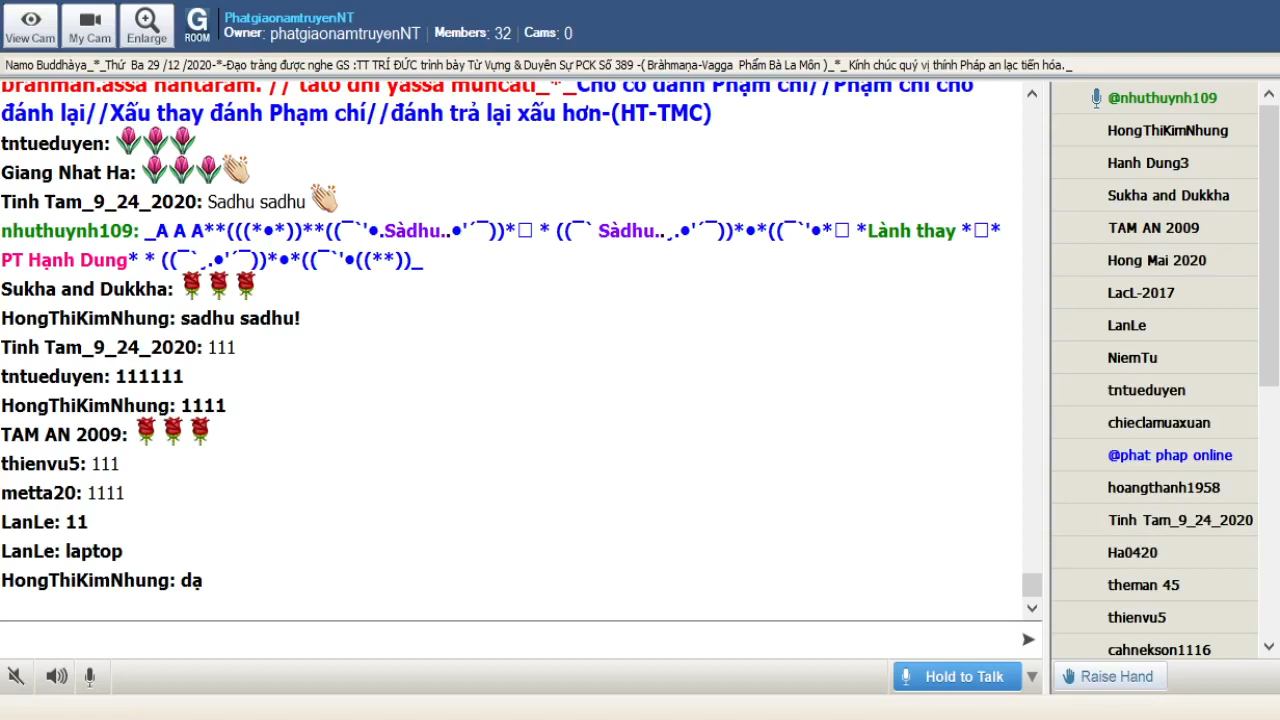 View Cam
My Cam
Enlarge
G
ROOM
PhatgiaonamtruyenNT
Owner: phatgiaonamtruyenNT | Members: 32 | Cams: 0
Namo Buddhàya_*_Thứ Ba 29 /12 /2020-*-Đạo tràng được nghe GS :TT TRÍ ĐỨC trình bày Từ Vựng & Duyên Sự PCK Số 389 -( Bràhmaṇa-Vagga Phẩm Bà La Môn )_*_ Kính chúc quý vị thính Pháp an lạc tiến hóa._
đánh lại//Xấu thay đánh Phạm chí//đánh trả lại xấu hơn-(HT-TMC)
tntueduyen:
Giang Nhat Ha:
Tinh Tam_9_24_2020: Sadhu sadhu
nhuthuynh109: _A A A**(((*•*))**((¯`'•.Sàdhu..•'´¯))*□ * ((¯` Sàdhu..¸.•'´¯))*•*((¯`'•*□ *Lành thay *□*
PT Hạnh Dung* * ((¯`¸.•'´¯))*•*((¯`'•((**))_
Sukha and Dukkha:
HongThiKimNhung: sadhu sadhu!
Tinh Tam_9_24_2020: 111
tntueduyen: 111111
HongThiKimNhung: 1111
TAM AN 2009:
thienvu5: 111
metta20: 1111
LanLe: 11
LanLe: laptop
HongThiKimNhung: dạ
@nhuthuynh109
HongThiKimNhung
Hanh Dung3
Sukha and Dukkha
TAM AN 2009
Hong Mai 2020
LacL-2017
LanLe
NiemTu
tntueduyen
chieclamuaxuan
@phat phap online
hoangthanh1958
Tinh Tam_9_24_2020
Ha0420
theman 45
thienvu5
cahnekson1116
Hold to Talk
Raise Hand